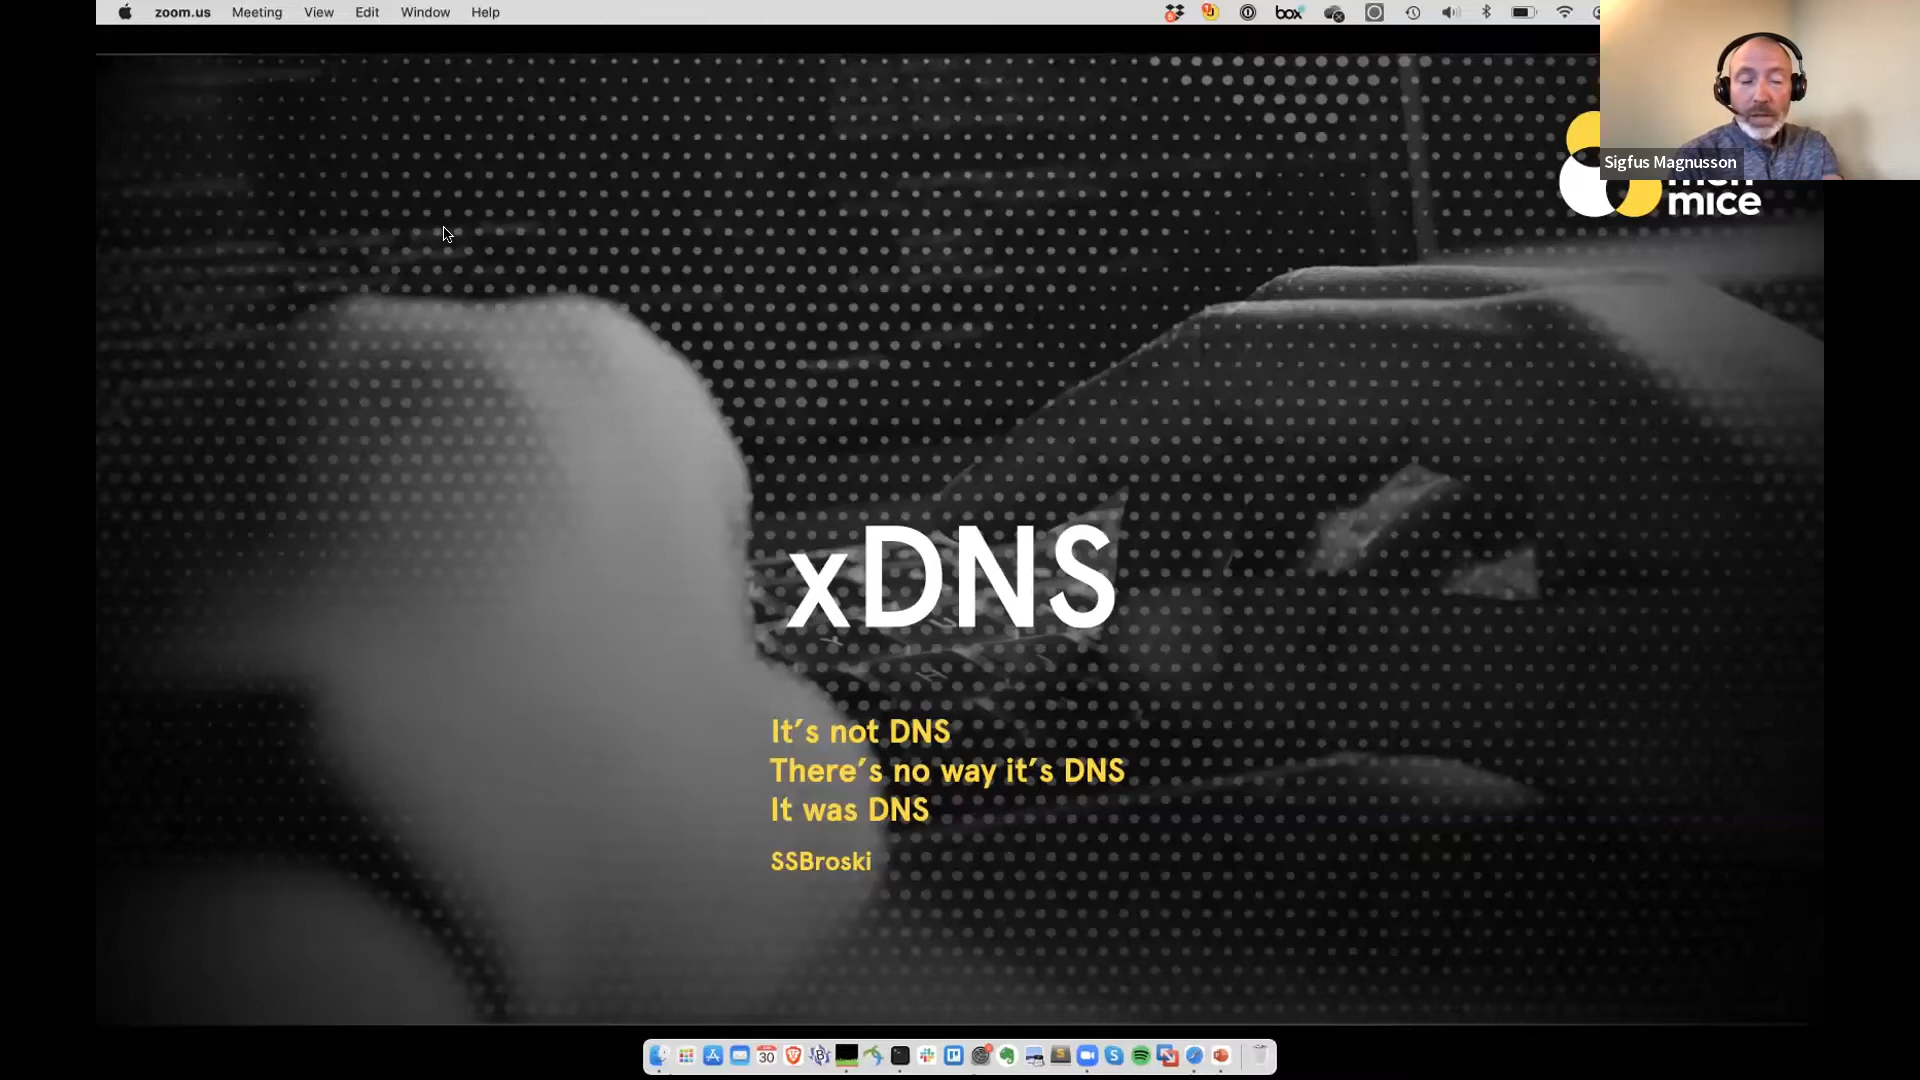 zoom.us Meeting View Edit Window Help
box
Sigfus Magnusson
mice
xDNS
It's not DNS
There's no way it's DNS
It was DNS
SSBroski
30